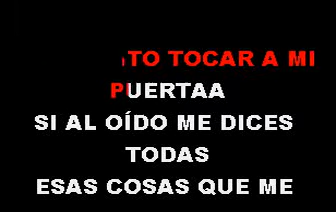 TO TOCAR A MI
PUERTAA
SI AL OÍDO ME DICES
TODAS
ESAS COSAS QUE ME